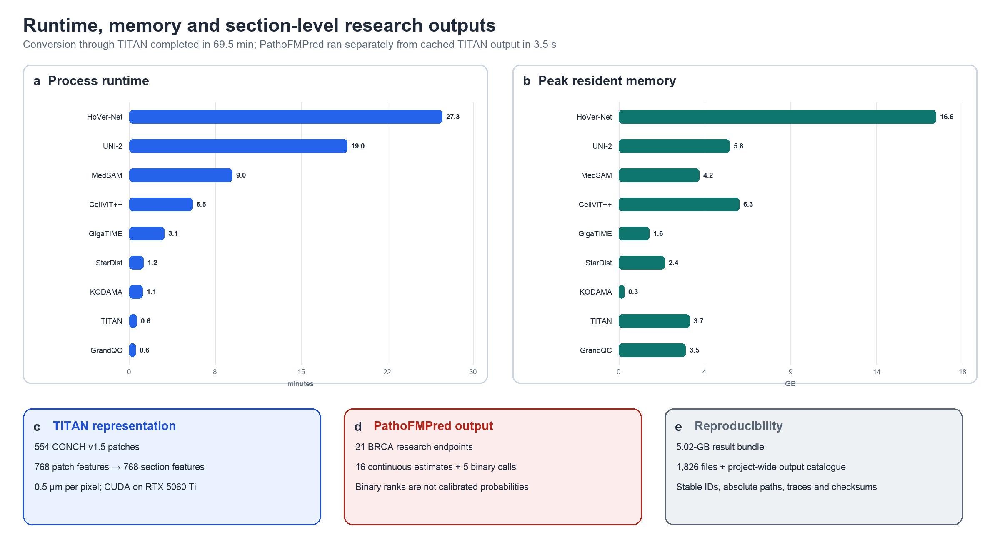 Runtime, memory and section-level research outputs
Conversion through TITAN completed in 69.5 min; PathoFMPred ran separately from cached TITAN output in 3.5 s
a Process runtime
HoVer-Net 27.3
UNI-2 19.0
MedSAM 9.0
CellViT++ 5.5
GigaTIME 3.1
StarDist 1.2
KODAMA 1.1
TITAN 0.6
GrandQC 0.6
0 8 15 22 30
minutes
b Peak resident memory
HoVer-Net 16.6
UNI-2 5.8
MedSAM 4.2
CellViT++ 6.3
GigaTIME 1.6
StarDist 2.4
KODAMA 0.3
TITAN 3.7
GrandQC 3.5
0 4 9 14 18
GB
c TITAN representation
554 CONCH v1.5 patches
768 patch features → 768 section features
0.5 µm per pixel; CUDA on RTX 5060 Ti
d PathoFMPred output
21 BRCA research endpoints
16 continuous estimates + 5 binary calls
Binary ranks are not calibrated probabilities
e Reproducibility
5.02-GB result bundle
1,826 files + project-wide output catalogue
Stable IDs, absolute paths, traces and checksums